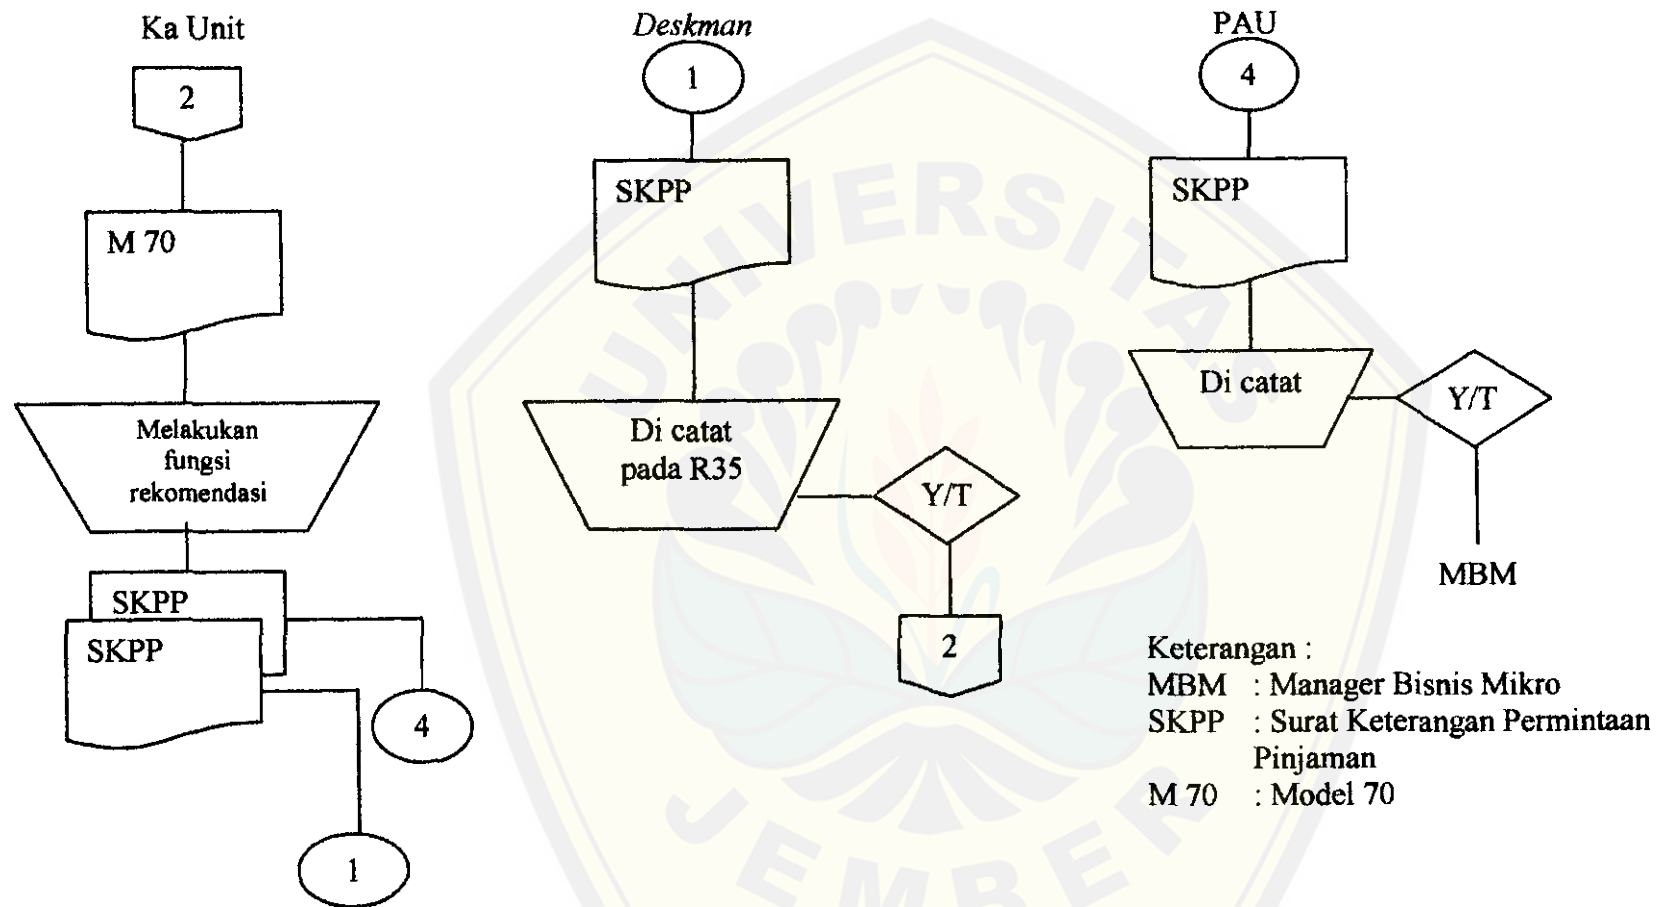 Ka Unit
2
M 70
Melakukan
fungsi
rekomendasi
SKPP
SKPP
4
1
Deskman
1
SKPP
Di catat
pada R35
Y/T
2
PAU
4
SKPP
Di catat
Y/T
MBM
Keterangan :
MBM : Manager Bisnis Mikro
SKPP : Surat Keterangan Permintaan
Pinjaman
M 70 : Model 70
UNIVERSITAS
JEMBER